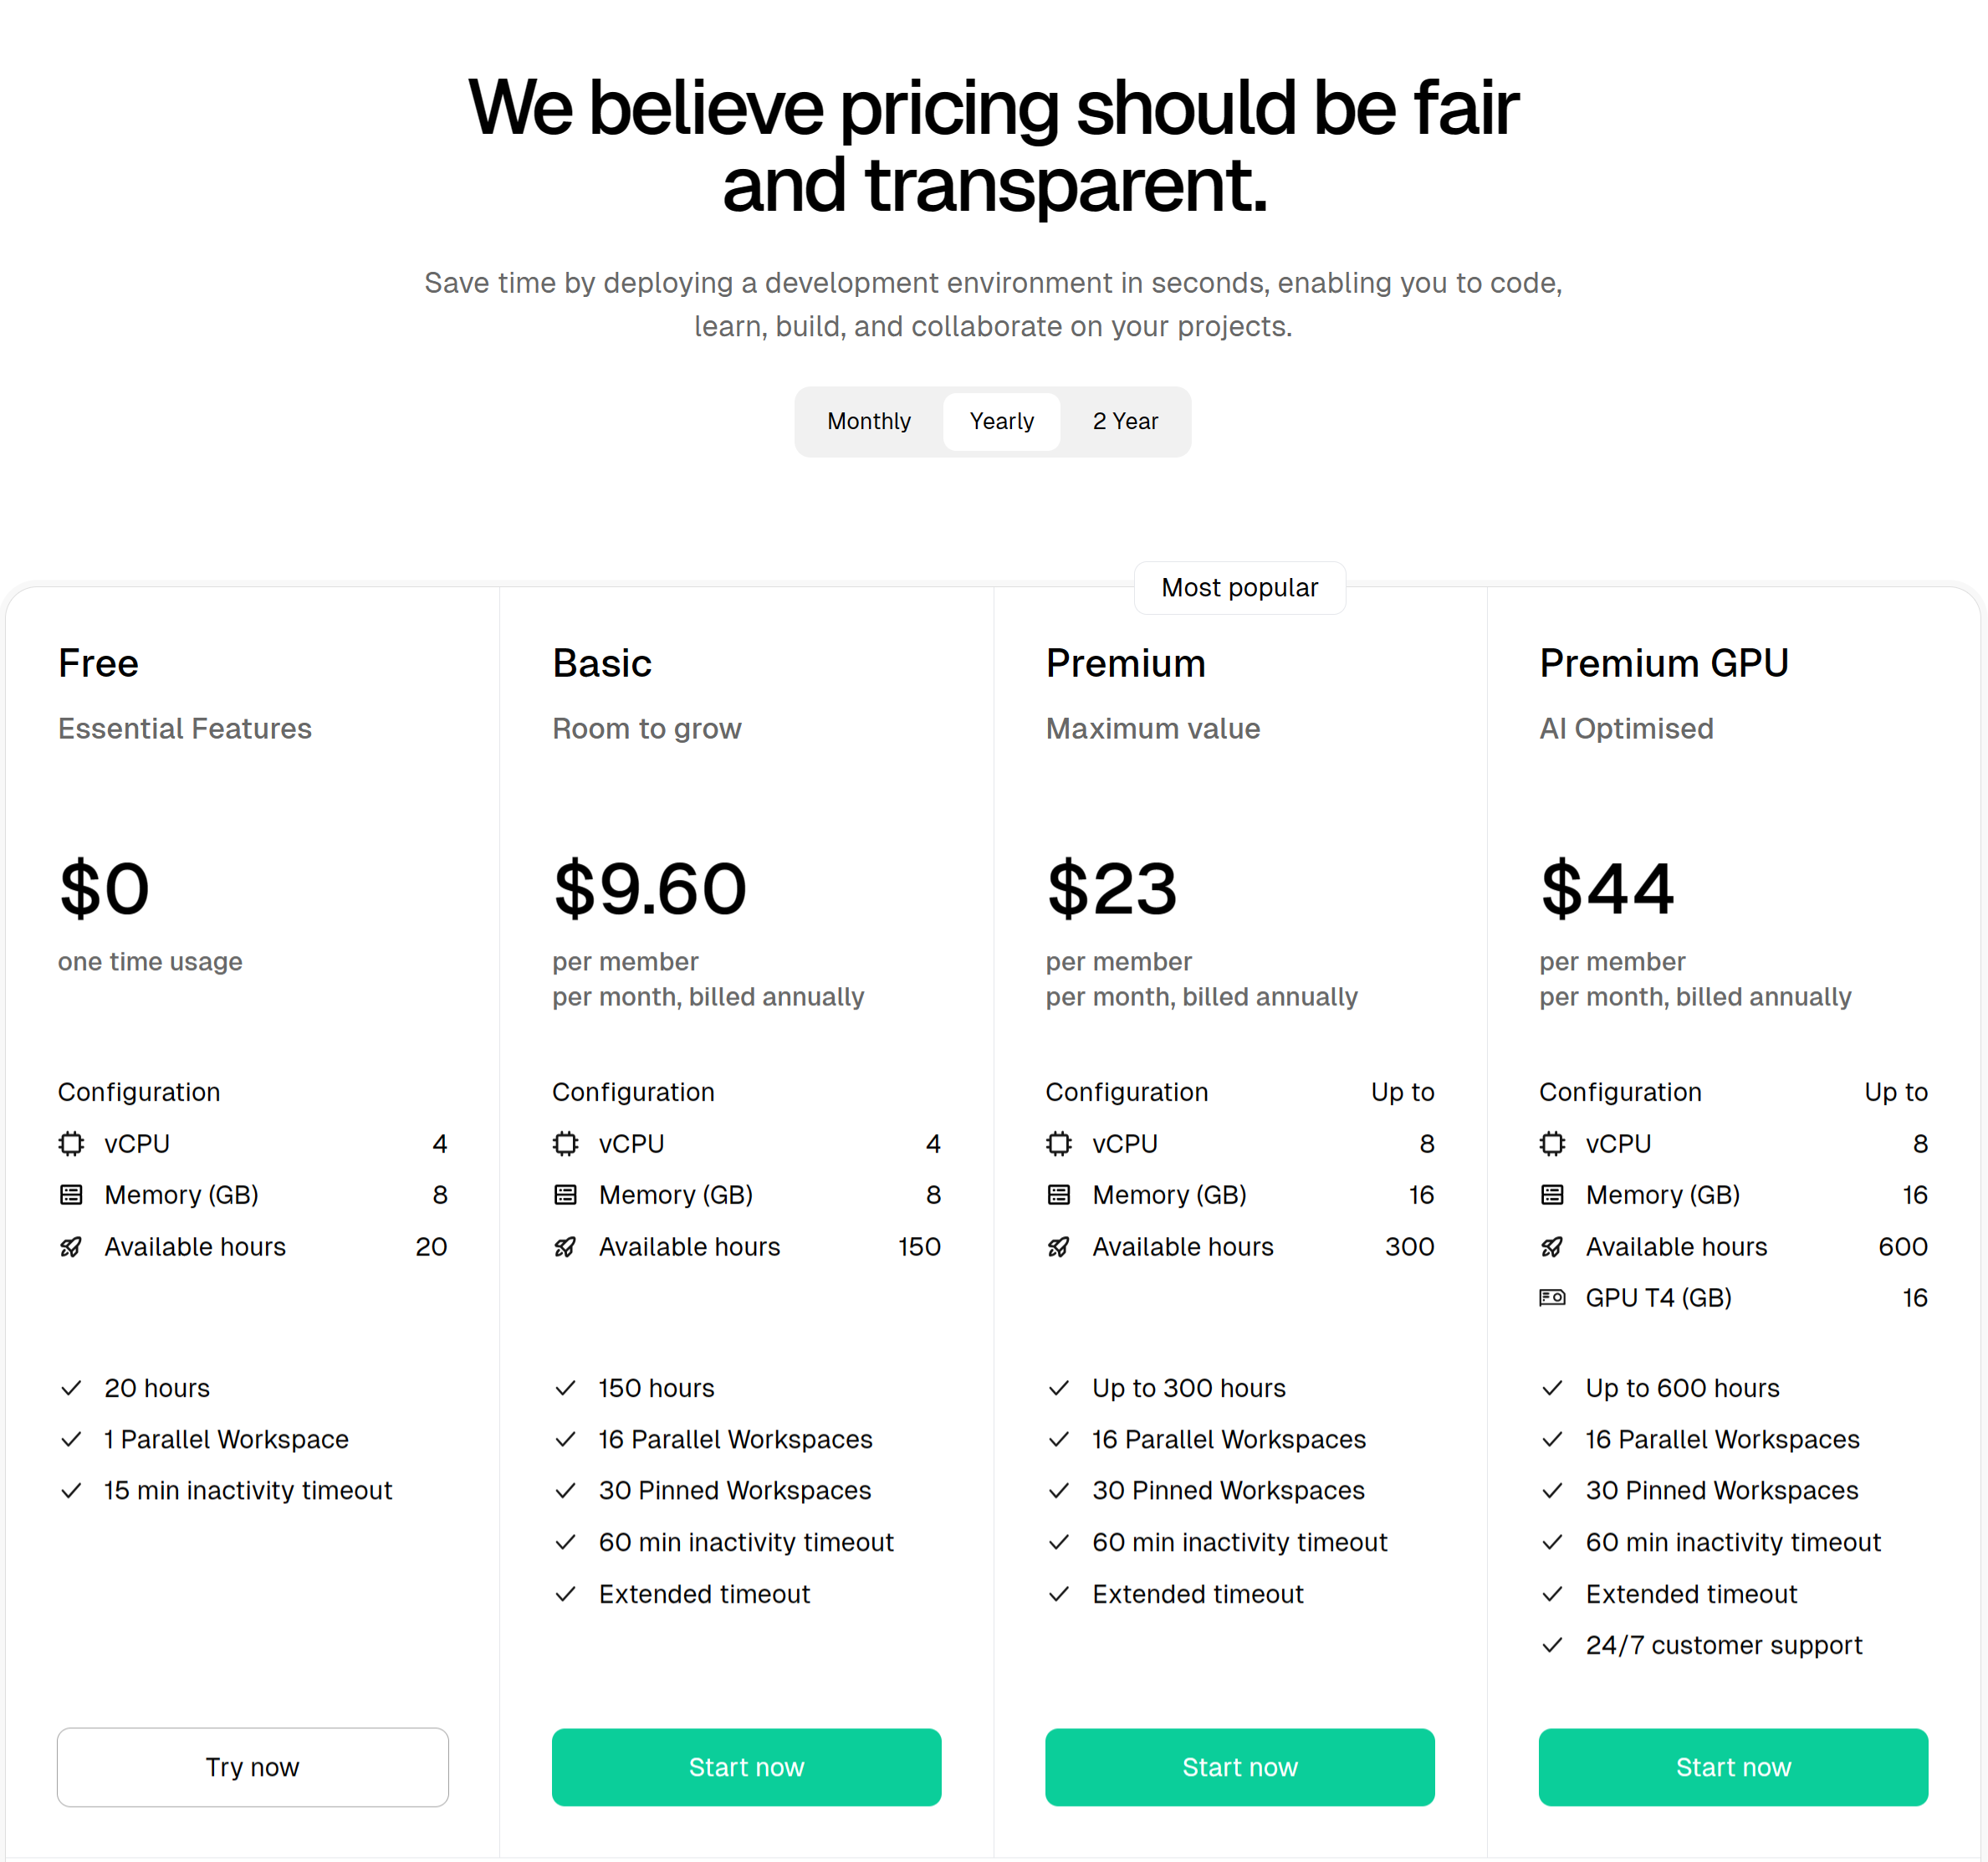 We believe pricing should be fair
and transparent.
Save time by deploying a development environment in seconds, enabling you to code,
learn, build, and collaborate on your projects.
Monthly Yearly 2 Year
Free
Essential Features
$0
one time usage
Configuration
vCPU 4
Memory (GB) 8
Available hours 20
20 hours
1 Parallel Workspace
15 min inactivity timeout
Try now
Basic
Room to grow
$9.60
per member
per month, billed annually
Configuration
vCPU 4
Memory (GB) 8
Available hours 150
150 hours
16 Parallel Workspaces
30 Pinned Workspaces
60 min inactivity timeout
Extended timeout
Start now
Most popular
Premium
Maximum value
$23
per member
per month, billed annually
Configuration Up to
vCPU 8
Memory (GB) 16
Available hours 300
Up to 300 hours
16 Parallel Workspaces
30 Pinned Workspaces
60 min inactivity timeout
Extended timeout
Start now
Premium GPU
AI Optimised
$44
per member
per month, billed annually
Configuration Up to
vCPU 8
Memory (GB) 16
Available hours 600
GPU T4 (GB) 16
Up to 600 hours
16 Parallel Workspaces
30 Pinned Workspaces
60 min inactivity timeout
Extended timeout
24/7 customer support
Start now